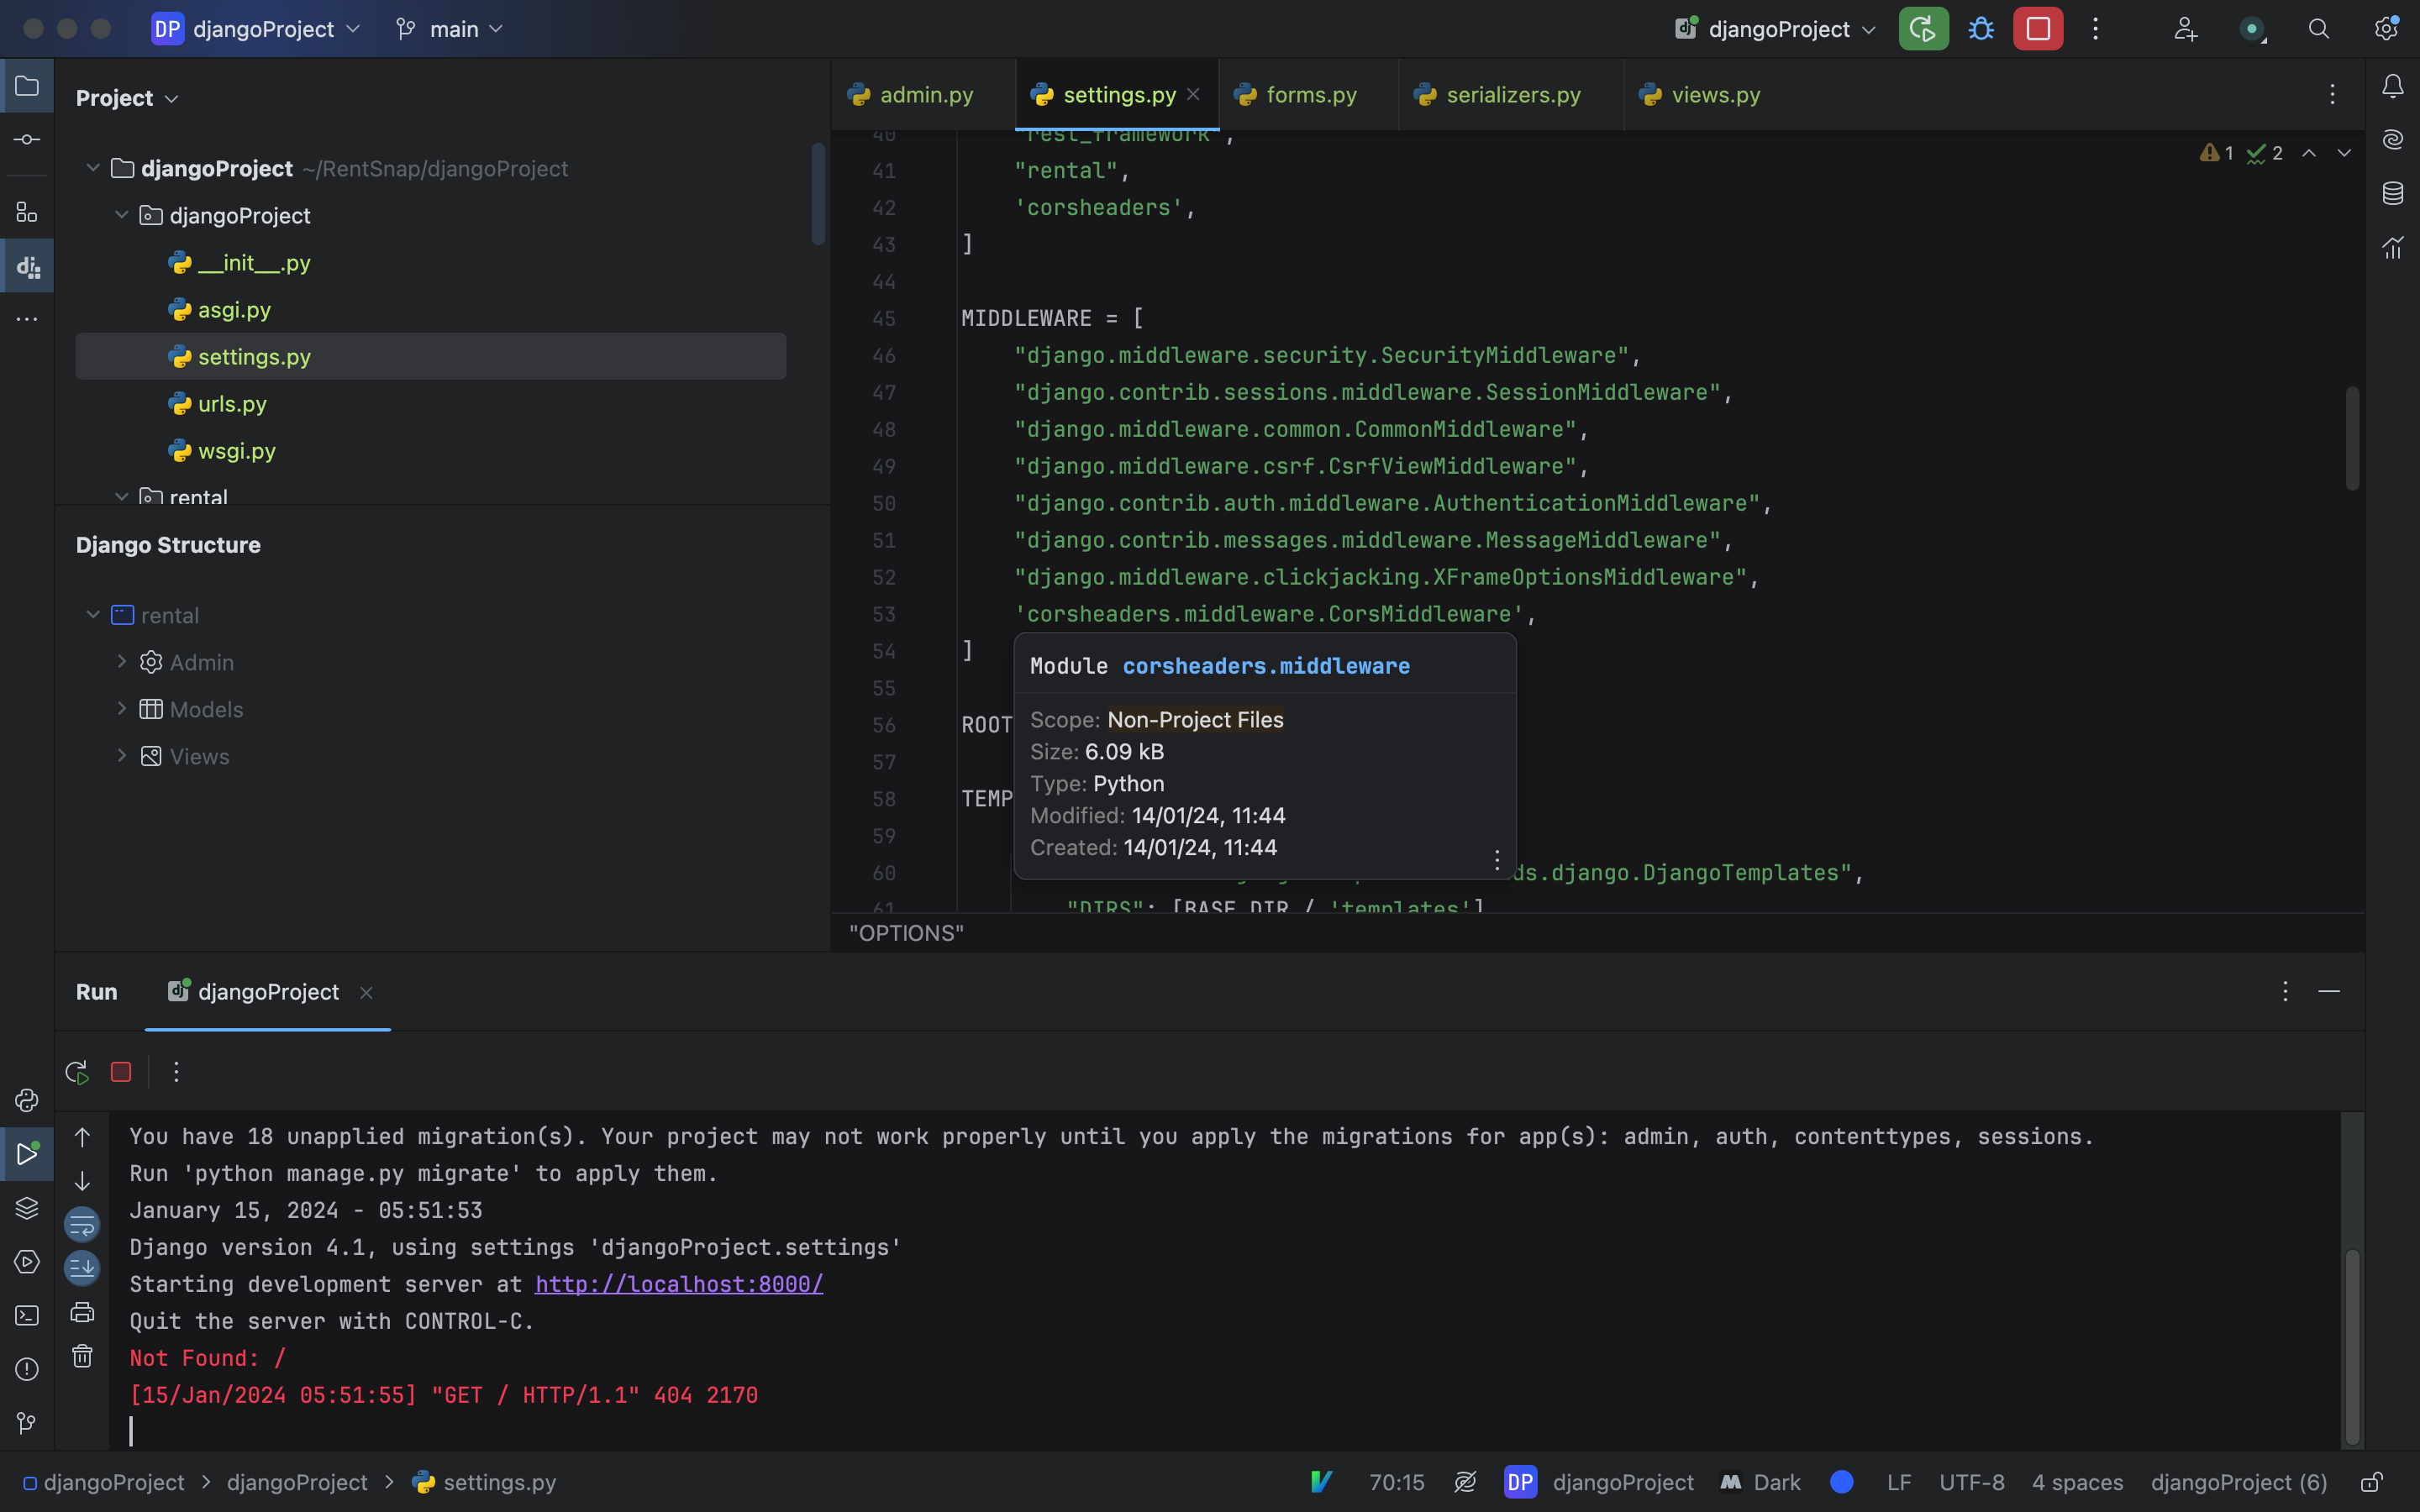 DP djangoProject
main
djangoProject
Project
djangoProject ~/RentSnap/djangoProject
djangoProject
__init__.py
asgi.py
settings.py
urls.py
wsgi.py
rental
Django Structure
rental
Admin
Models
Views
admin.py
settings.py
forms.py
serializers.py
views.py
1
2
40 "rest_framework",
41 "rental",
42 'corsheaders',
43 ]
44
45 MIDDLEWARE = [
46 "django.middleware.security.SecurityMiddleware",
47 "django.contrib.sessions.middleware.SessionMiddleware",
48 "django.middleware.common.CommonMiddleware",
49 "django.middleware.csrf.CsrfViewMiddleware",
50 "django.contrib.auth.middleware.AuthenticationMiddleware",
51 "django.contrib.messages.middleware.MessageMiddleware",
52 "django.middleware.clickjacking.XFrameOptionsMiddleware",
53 'corsheaders.middleware.CorsMiddleware',
54 ]
55
56 ROOT
57
58 TEMP
59
60 ds.django.DjangoTemplates",
61 "DIRS": [BASE_DIR / 'templates']
Module corsheaders.middleware
Scope: Non-Project Files
Size: 6.09 kB
Type: Python
Modified: 14/01/24, 11:44
Created: 14/01/24, 11:44
"OPTIONS"
Run
djangoProject
You have 18 unapplied migration(s). Your project may not work properly until you apply the migrations for app(s): admin, auth, contenttypes, sessions.
Run 'python manage.py migrate' to apply them.
January 15, 2024 - 05:51:53
Django version 4.1, using settings 'djangoProject.settings'
Starting development server at http://localhost:8000/
Quit the server with CONTROL-C.
Not Found: /
[15/Jan/2024 05:51:55] "GET / HTTP/1.1" 404 2170
djangoProject > djangoProject > settings.py
70:15
DP djangoProject
Dark
LF
UTF-8
4 spaces
djangoProject (6)